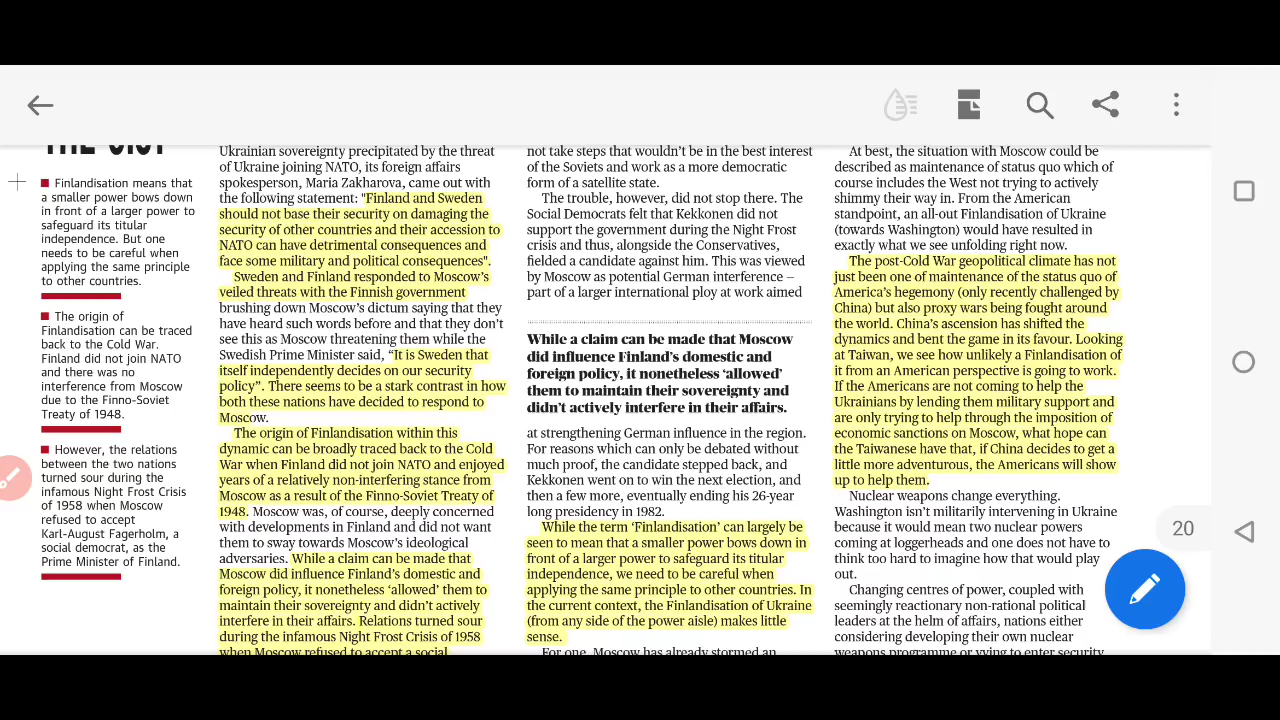 THE GIST
Finlandisation means that
a smaller power bows down
in front of a larger power to
safeguard its titular
independence. But one
needs to be careful when
applying the same principle
to other countries.
The origin of
Finlandisation can be traced
back to the Cold War.
Finland did not join NATO
and there was no
interference from Moscow
due to the Finno-Soviet
Treaty of 1948.
However, the relations
between the two nations
turned sour during the
infamous Night Frost Crisis
of 1958 when Moscow
refused to accept
Karl-August Fagerholm, a
social democrat, as the
Prime Minister of Finland.
Ukrainian sovereignty precipitated by the threat
of Ukraine joining NATO, its foreign affairs
spokesperson, Maria Zakharova, came out with
the following statement: "Finland and Sweden
should not base their security on damaging the
security of other countries and their accession to
NATO can have detrimental consequences and
face some military and political consequences".
Sweden and Finland responded to Moscow's
veiled threats with the Finnish government
brushing down Moscow's dictum saying that they
have heard such words before and that they don't
see this as Moscow threatening them while the
Swedish Prime Minister said, “It is Sweden that
itself independently decides on our security
policy”. There seems to be a stark contrast in how
both these nations have decided to respond to
Moscow.
The origin of Finlandisation within this
dynamic can be broadly traced back to the Cold
War when Finland did not join NATO and enjoyed
years of a relatively non-interfering stance from
Moscow as a result of the Finno-Soviet Treaty of
1948. Moscow was, of course, deeply concerned
with developments in Finland and did not want
them to sway towards Moscow's ideological
adversaries. While a claim can be made that
Moscow did influence Finland's domestic and
foreign policy, it nonetheless ‘allowed’ them to
maintain their sovereignty and didn't actively
interfere in their affairs. Relations turned sour
during the infamous Night Frost Crisis of 1958
when Moscow refused to accept a social
not take steps that wouldn't be in the best interest
of the Soviets and work as a more democratic
form of a satellite state.
The trouble, however, did not stop there. The
Social Democrats felt that Kekkonen did not
support the government during the Night Frost
crisis and thus, alongside the Conservatives,
fielded a candidate against him. This was viewed
by Moscow as potential German interference —
part of a larger international ploy at work aimed
While a claim can be made that Moscow
did influence Finland's domestic and
foreign policy, it nonetheless ‘allowed’
them to maintain their sovereignty and
didn't actively interfere in their affairs.
at strengthening German influence in the region.
For reasons which can only be debated without
much proof, the candidate stepped back, and
Kekkonen went on to win the next election, and
then a few more, eventually ending his 26-year
long presidency in 1982.
While the term ‘Finlandisation’ can largely be
seen to mean that a smaller power bows down in
front of a larger power to safeguard its titular
independence, we need to be careful when
applying the same principle to other countries. In
the current context, the Finlandisation of Ukraine
(from any side of the power aisle) makes little
sense.
For one, Moscow has already stormed an
At best, the situation with Moscow could be
described as maintenance of status quo which of
course includes the West not trying to actively
shimmy their way in. From the American
standpoint, an all-out Finlandisation of Ukraine
(towards Washington) would have resulted in
exactly what we see unfolding right now.
The post-Cold War geopolitical climate has not
just been one of maintenance of the status quo of
America's hegemony (only recently challenged by
China) but also proxy wars being fought around
the world. China's ascension has shifted the
dynamics and bent the game in its favour. Looking
at Taiwan, we see how unlikely a Finlandisation of
it from an American perspective is going to work.
If the Americans are not coming to help the
Ukrainians by lending them military support and
are only trying to help through the imposition of
economic sanctions on Moscow, what hope can
the Taiwanese have that, if China decides to get a
little more adventurous, the Americans will show
up to help them.
Nuclear weapons change everything.
Washington isn't militarily intervening in Ukraine
because it would mean two nuclear powers
coming at loggerheads and one does not have to
think too hard to imagine how that would play
out.
Changing centres of power, coupled with
seemingly reactionary non-rational political
leaders at the helm of affairs, nations either
considering developing their own nuclear
weapons programme or vying to enter security
20